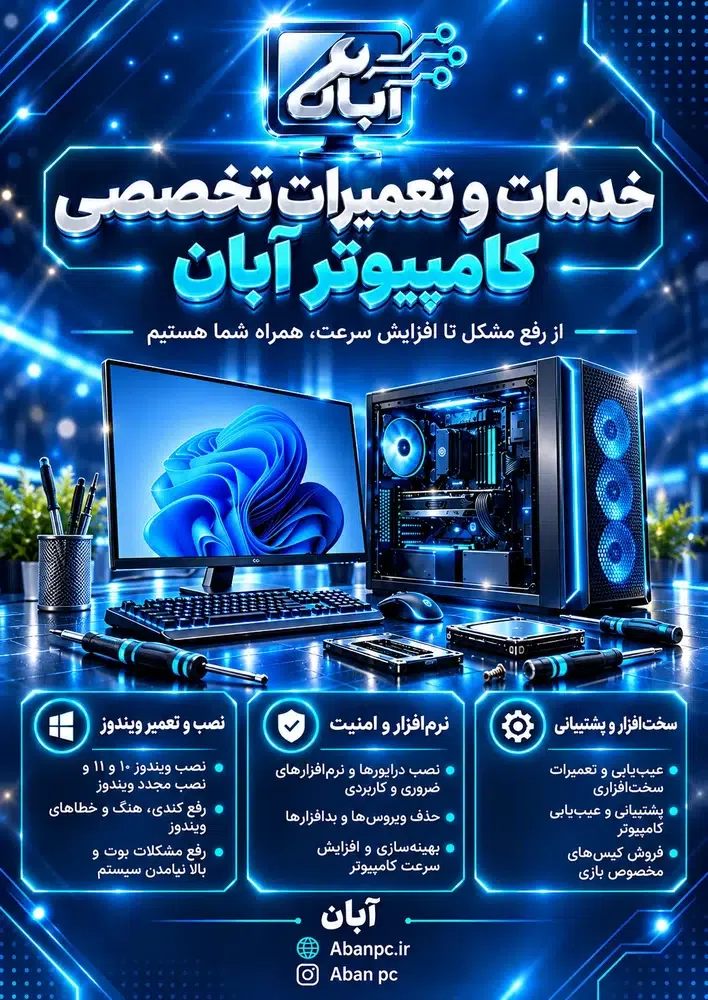 آبان
خدمات و تعمیرات تخصصی
کامپیوتر آبان
از رفع مشکل تا افزایش سرعت، همراه شما هستیم
سخت‌افزار و پشتیبانی
عیب‌یابی و تعمیرات
سخت‌افزاری
پشتیبانی و عیب‌یابی
کامپیوتر
فروش کیس‌های
مخصوص بازی
نرم‌افزار و امنیت
نصب درایورها و نرم‌افزارهای
ضروری و کاربردی
حذف ویروس‌ها و بدافزارها
بهینه‌سازی و افزایش
سرعت کامپیوتر
نصب و تعمیر ویندوز
نصب ویندوز ۱۰ و ۱۱ و
نصب مجدد ویندوز
رفع کندی، هنگ و خطاهای
ویندوز
رفع مشکلات بوت و
بالا نیامدن سیستم
آبان
Abanpc.ir
Aban pc